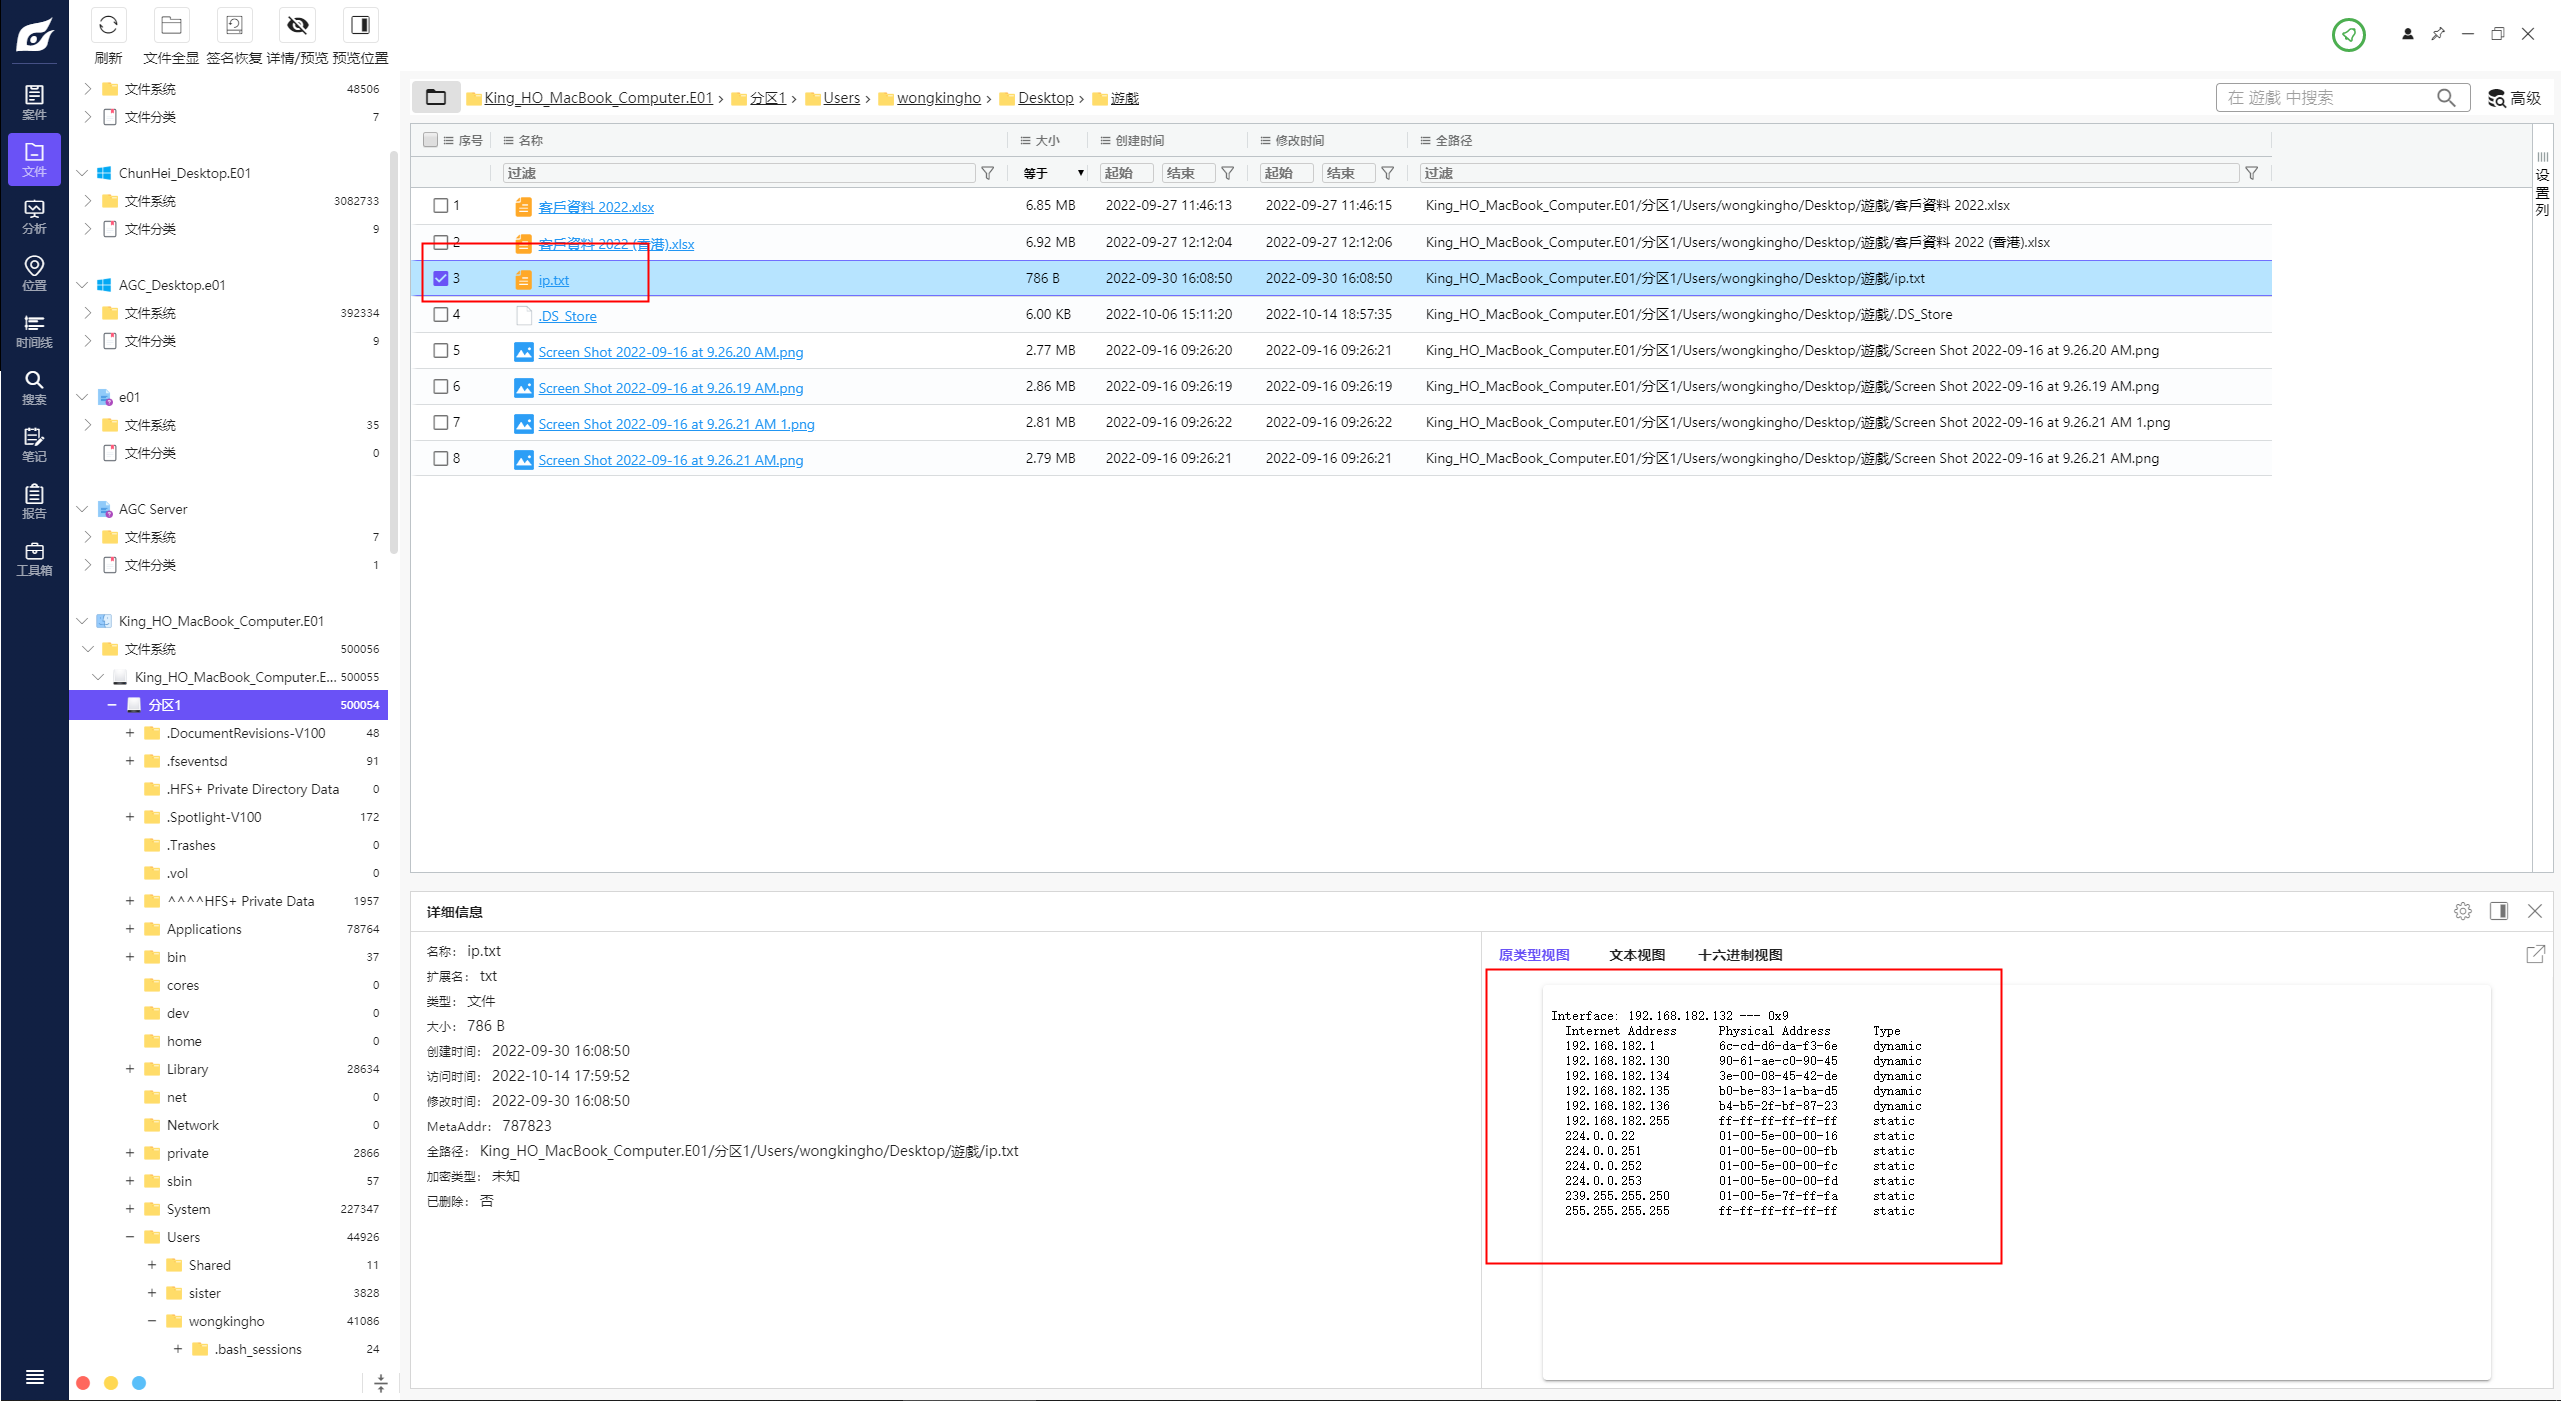 刷新 文件全显 签名恢复 详情/预览 预览位置
案件
文件
分析
位置
时间线
搜索
笔记
报告
工具箱
文件系统 48506
文件分类 7
ChunHei_Desktop.E01
文件系统 3082733
文件分类 9
AGC_Desktop.e01
文件系统 392334
文件分类 9
e01
文件系统 35
文件分类 0
AGC Server
文件系统 7
文件分类 1
King_HO_MacBook_Computer.E01
文件系统 500056
King_HO_MacBook_Computer.E... 500055
分区1 500054
.DocumentRevisions-V100 48
.fseventsd 91
.HFS+ Private Directory Data 0
.Spotlight-V100 172
.Trashes 0
.vol 0
^^^^HFS+ Private Data 1957
Applications 78764
bin 37
cores 0
dev 0
home 0
Library 28634
net 0
Network 0
private 2866
sbin 57
System 227347
Users 44926
Shared 11
sister 3828
wongkingho 41086
.bash_sessions 24
King_HO_MacBook_Computer.E01 › 分区1 › Users › wongkingho › Desktop › 遊戲
在 遊戲 中搜索 高级
序号 名称 大小 创建时间 修改时间 全路径
过滤 等于 起始 结束 起始 结束 过滤
设置列
1 客戶資料 2022.xlsx 6.85 MB 2022-09-27 11:46:13 2022-09-27 11:46:15 King_HO_MacBook_Computer.E01/分区1/Users/wongkingho/Desktop/遊戲/客戶資料 2022.xlsx
2 客戶資料 2022 (香港).xlsx 6.92 MB 2022-09-27 12:12:04 2022-09-27 12:12:06 King_HO_MacBook_Computer.E01/分区1/Users/wongkingho/Desktop/遊戲/客戶資料 2022 (香港).xlsx
3 ip.txt 786 B 2022-09-30 16:08:50 2022-09-30 16:08:50 King_HO_MacBook_Computer.E01/分区1/Users/wongkingho/Desktop/遊戲/ip.txt
4 .DS_Store 6.00 KB 2022-10-06 15:11:20 2022-10-14 18:57:35 King_HO_MacBook_Computer.E01/分区1/Users/wongkingho/Desktop/遊戲/.DS_Store
5 Screen Shot 2022-09-16 at 9.26.20 AM.png 2.77 MB 2022-09-16 09:26:20 2022-09-16 09:26:21 King_HO_MacBook_Computer.E01/分区1/Users/wongkingho/Desktop/遊戲/Screen Shot 2022-09-16 at 9.26.20 AM.png
6 Screen Shot 2022-09-16 at 9.26.19 AM.png 2.86 MB 2022-09-16 09:26:19 2022-09-16 09:26:19 King_HO_MacBook_Computer.E01/分区1/Users/wongkingho/Desktop/遊戲/Screen Shot 2022-09-16 at 9.26.19 AM.png
7 Screen Shot 2022-09-16 at 9.26.21 AM 1.png 2.81 MB 2022-09-16 09:26:22 2022-09-16 09:26:22 King_HO_MacBook_Computer.E01/分区1/Users/wongkingho/Desktop/遊戲/Screen Shot 2022-09-16 at 9.26.21 AM 1.png
8 Screen Shot 2022-09-16 at 9.26.21 AM.png 2.79 MB 2022-09-16 09:26:21 2022-09-16 09:26:21 King_HO_MacBook_Computer.E01/分区1/Users/wongkingho/Desktop/遊戲/Screen Shot 2022-09-16 at 9.26.21 AM.png
详细信息
名称： ip.txt
扩展名： txt
类型： 文件
大小： 786 B
创建时间： 2022-09-30 16:08:50
访问时间： 2022-10-14 17:59:52
修改时间： 2022-09-30 16:08:50
MetaAddr: 787823
全路径： King_HO_MacBook_Computer.E01/分区1/Users/wongkingho/Desktop/遊戲/ip.txt
加密类型： 未知
已删除： 否
原类型视图 文本视图 十六进制视图
Interface: 192.168.182.132 --- 0x9
Internet Address Physical Address Type
192.168.182.1 6c-cd-d6-da-f3-6e dynamic
192.168.182.130 90-61-ae-c0-90-45 dynamic
192.168.182.134 3e-00-08-45-42-de dynamic
192.168.182.135 b0-be-83-1a-ba-d5 dynamic
192.168.182.136 b4-b5-2f-bf-87-23 dynamic
192.168.182.255 ff-ff-ff-ff-ff-ff static
224.0.0.22 01-00-5e-00-00-16 static
224.0.0.251 01-00-5e-00-00-fb static
224.0.0.252 01-00-5e-00-00-fc static
224.0.0.253 01-00-5e-00-00-fd static
239.255.255.250 01-00-5e-7f-ff-fa static
255.255.255.255 ff-ff-ff-ff-ff-ff static